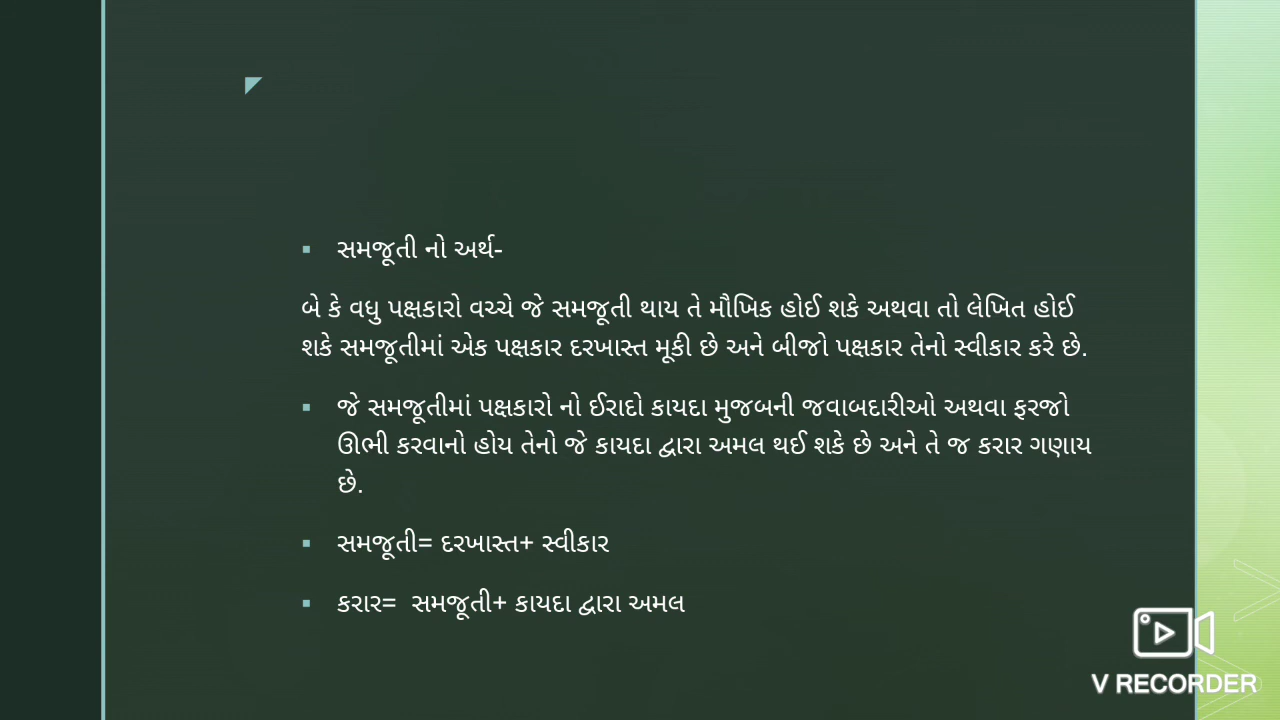 સમજૂતી નો અર્થ-
બે કે વધુ પક્ષકારો વચ્ચે જે સમજૂતી થાય તે મૌખિક હોઈ શકે અથવા તો લેખિત હોઈ
શકે સમજૂતીમાં એક પક્ષકાર દરખાસ્ત મૂકી છે અને બીજો પક્ષકાર તેનો સ્વીકાર કરે છે.
જે સમજૂતીમાં પક્ષકારો નો ઈરાદો કાયદા મુજબની જવાબદારીઓ અથવા ફરજો
ઊભી કરવાનો હોય તેનો જે કાયદા દ્વારા અમલ થઈ શકે છે અને તે જ કરાર ગણાય
છે.
સમજૂતી= દરખાસ્ત+ સ્વીકાર
કરાર= સમજૂતી+ કાયદા દ્વારા અમલ
V RECORDER